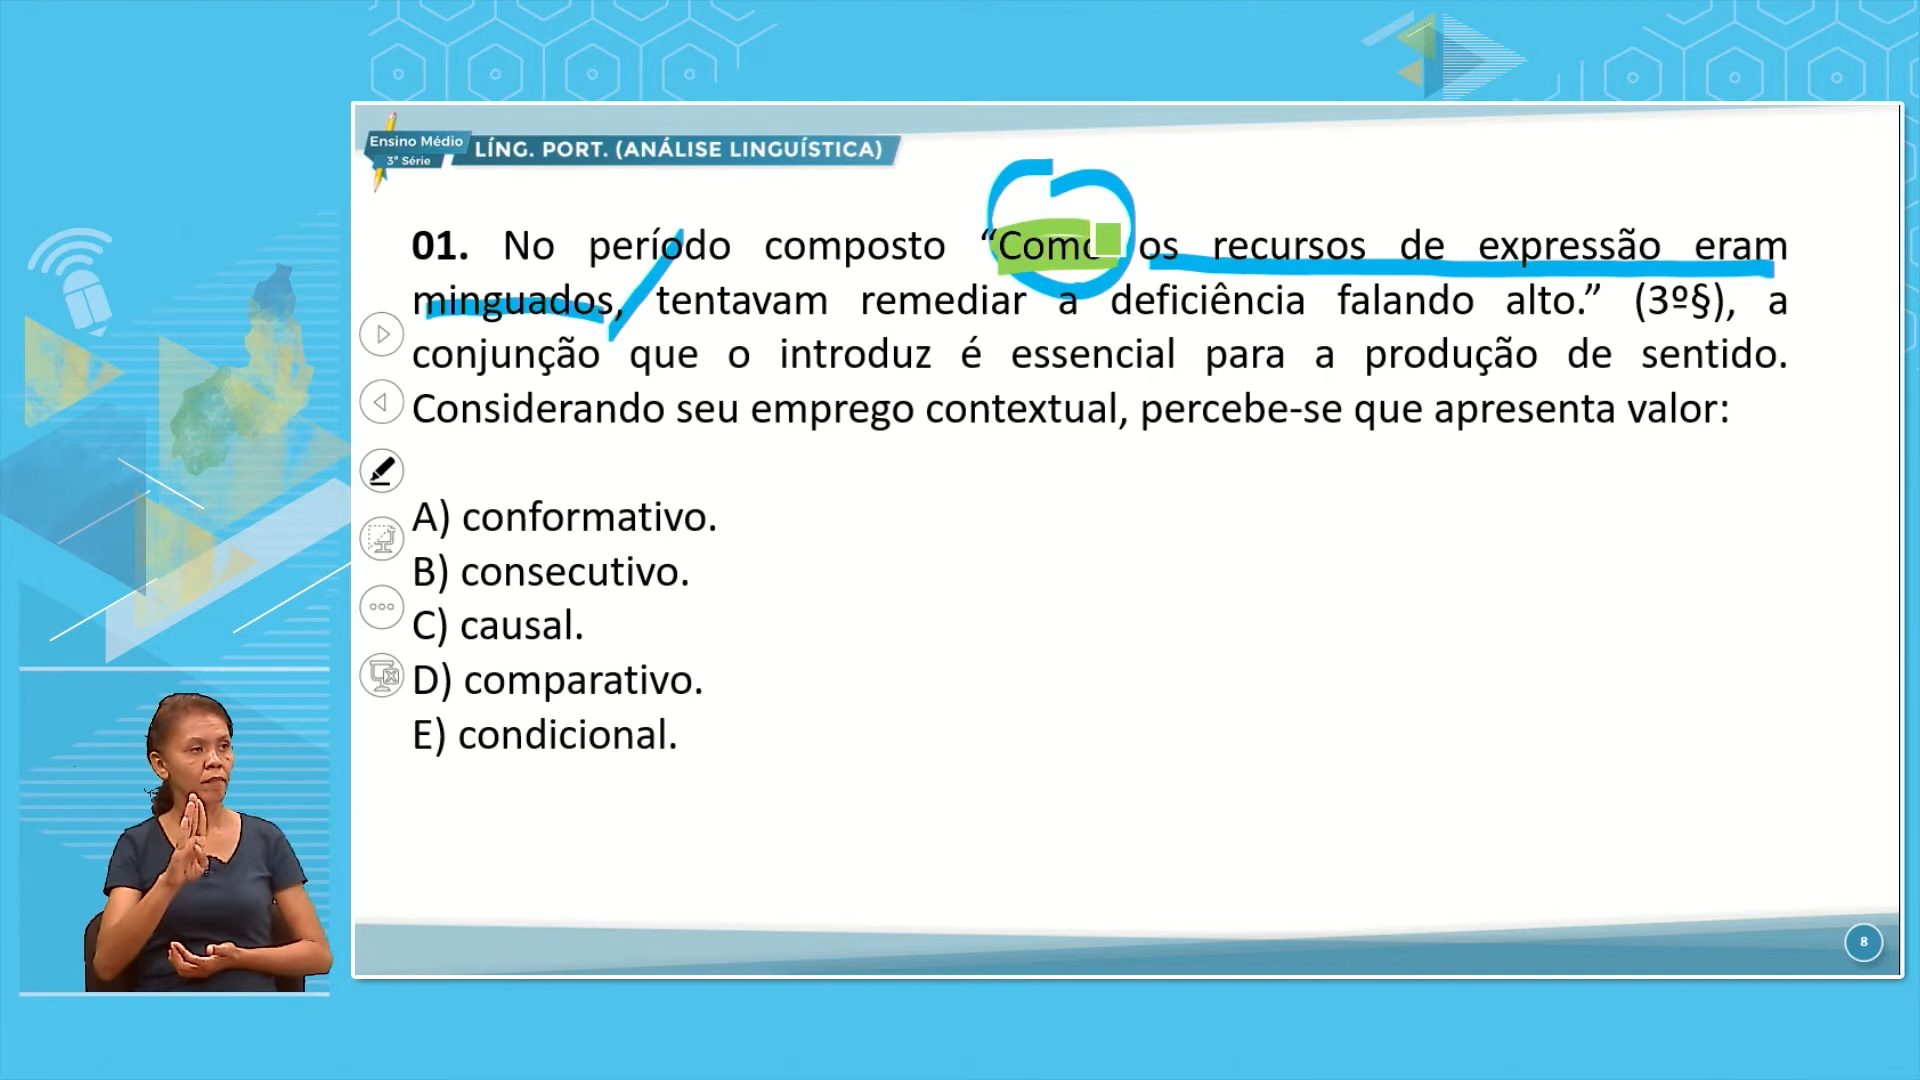 Ensino Médio
3ª Série
LÍNG. PORT. (ANÁLISE LINGUÍSTICA)
01. No período composto “Como os recursos de expressão eram
minguados, tentavam remediar a deficiência falando alto.” (3º§), a
conjunção que o introduz é essencial para a produção de sentido.
Considerando seu emprego contextual, percebe-se que apresenta valor:
A) conformativo.
B) consecutivo.
C) causal.
D) comparativo.
E) condicional.
8